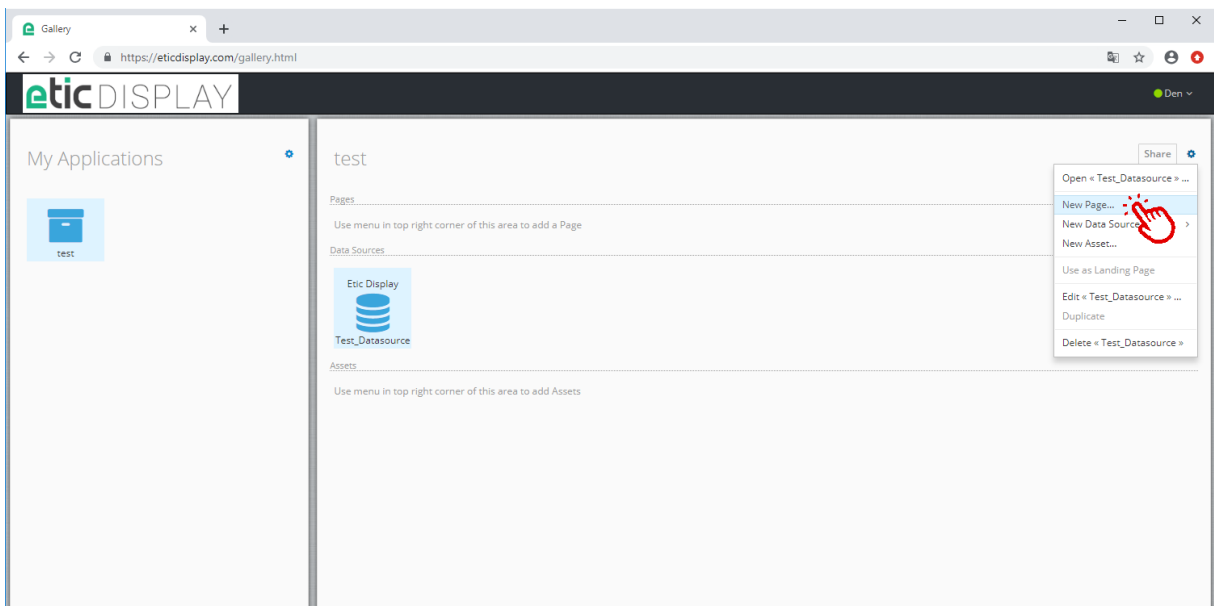 Gallery
https://eticdisplay.com/gallery.html
eticDISPLAY
Den
My Applications
test
test
Share
Pages
Use menu in top right corner of this area to add a Page
Data Sources
Etic Display
Test_Datasource
Assets
Use menu in top right corner of this area to add Assets
Open « Test_Datasource » ...
New Page...
New Data Source
New Asset...
Use as Landing Page
Edit « Test_Datasource » ...
Duplicate
Delete « Test_Datasource »